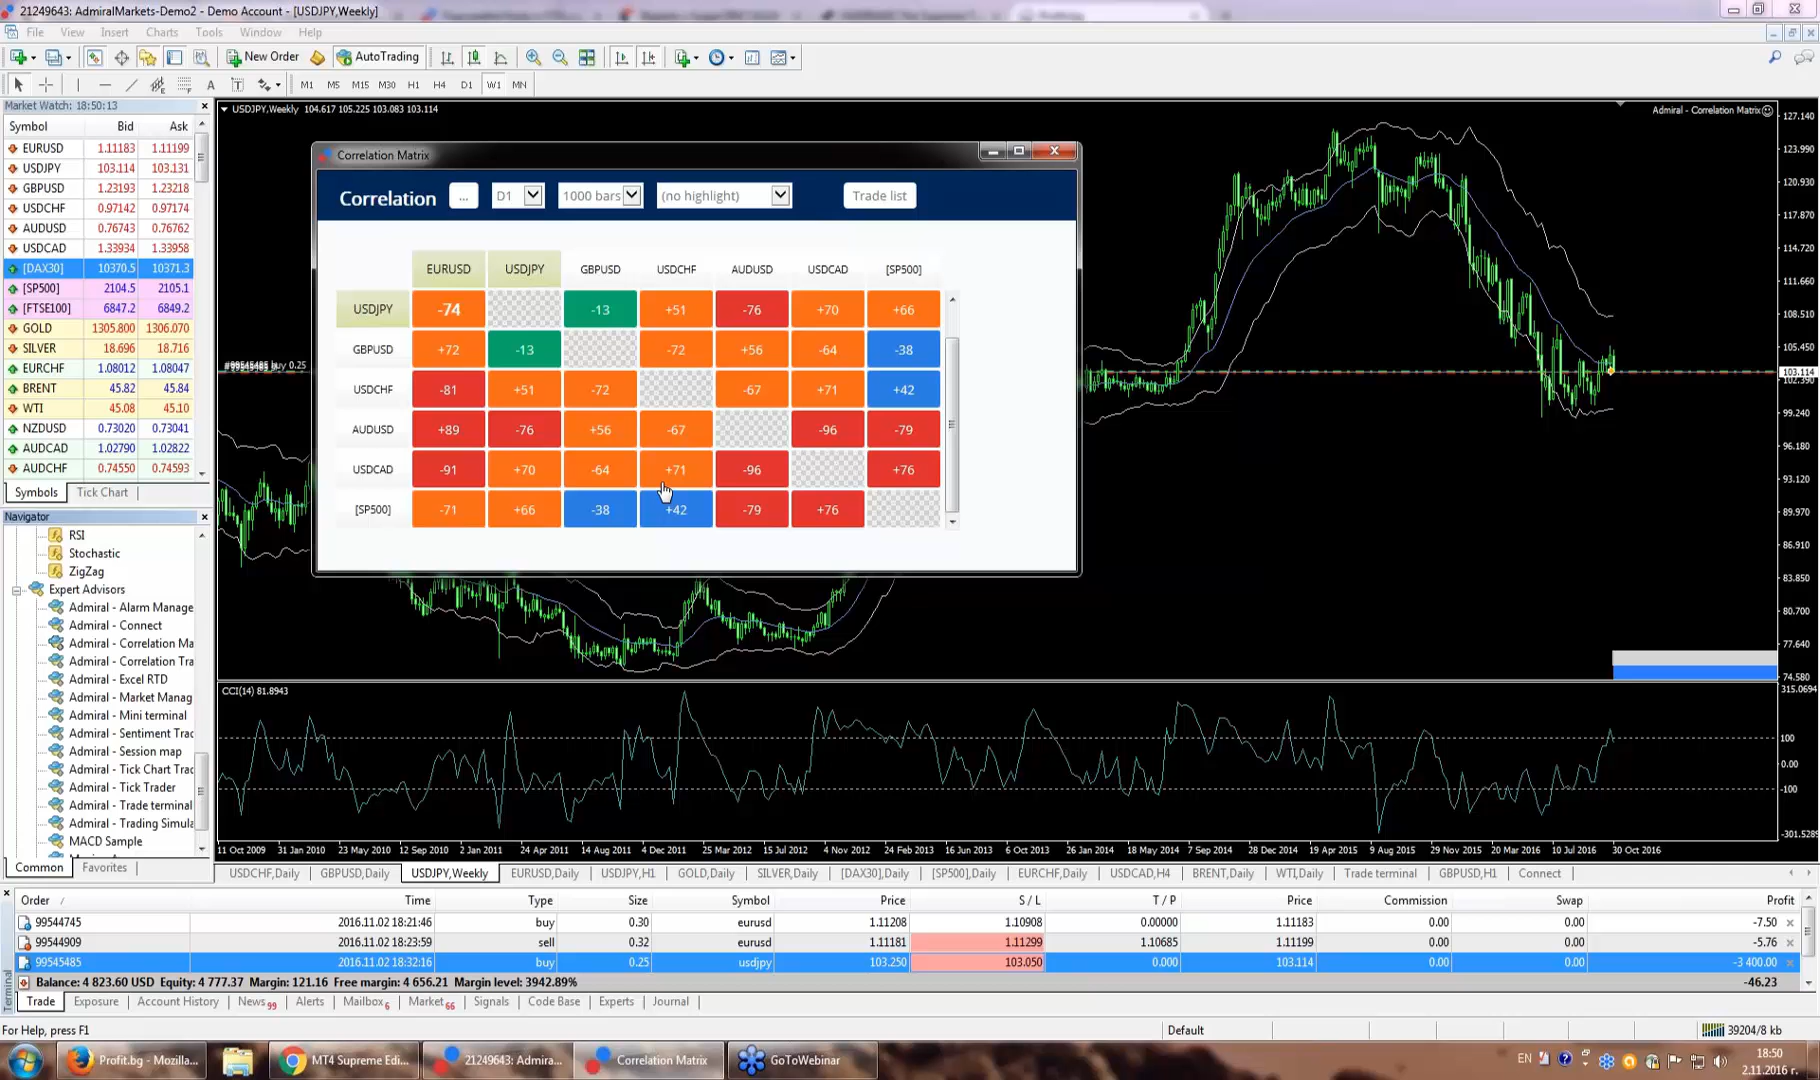 21249643: AdmiralMarkets-Demo2 - Demo Account - [USDJPY,Weekly]
File View Insert Charts Tools Window Help
New Order AutoTrading
M1 M5 M15 M30 H1 H4 D1 W1 MN
Market Watch: 18:50:13
Symbol Bid Ask
EURUSD 1.11183 1.11199
USDJPY 103.114 103.131
GBPUSD 1.23193 1.23218
USDCHF 0.97142 0.97174
AUDUSD 0.76743 0.76762
USDCAD 1.33934 1.33958
[DAX30] 10370.5 10371.3
[SP500] 2104.5 2105.1
[FTSE100] 6847.2 6849.2
GOLD 1305.800 1306.070
SILVER 18.696 18.716
EURCHF 1.08012 1.08047
BRENT 45.82 45.84
WTI 45.08 45.10
NZDUSD 0.73020 0.73041
AUDCAD 1.02790 1.02822
AUDCHF 0.74550 0.74593
Symbols Tick Chart
Navigator
RSI
Stochastic
ZigZag
Expert Advisors
Admiral - Alarm Manage
Admiral - Connect
Admiral - Correlation Ma
Admiral - Correlation Tra
Admiral - Excel RTD
Admiral - Market Manag
Admiral - Mini terminal
Admiral - Sentiment Trac
Admiral - Session map
Admiral - Tick Chart Trac
Admiral - Tick Trader
Admiral - Trade terminal
Admiral - Trading Simula
MACD Sample
Common Favorites
USDJPY,Weekly 104.617 105.225 103.083 103.114
Admiral - Correlation Matrix
#99545485 buy 0.25
Correlation Matrix
Correlation ... D1 1000 bars (no highlight) Trade list
EURUSD USDJPY GBPUSD USDCHF AUDUSD USDCAD [SP500]
USDJPY -74 -13 +51 -76 +70 +66
GBPUSD +72 -13 -72 +56 -64 -38
USDCHF -81 +51 -72 -67 +71 +42
AUDUSD +89 -76 +56 -67 -96 -79
USDCAD -91 +70 -64 +71 -96 +76
[SP500] -71 +66 -38 +42 -79 +76
127.140
123.990
120.930
117.870
114.720
111.660
108.510
105.450
103.114
102.390
99.240
96.180
93.120
89.970
86.910
83.850
80.700
77.640
74.580
CCI(14) 81.8943
315.0694
100
0.00
-100
-301.5289
11 Oct 2009 31 Jan 2010 23 May 2010 12 Sep 2010 2 Jan 2011 24 Apr 2011 14 Aug 2011 4 Dec 2011 25 Mar 2012 15 Jul 2012 4 Nov 2012 24 Feb 2013 16 Jun 2013 6 Oct 2013 26 Jan 2014 18 May 2014 7 Sep 2014 28 Dec 2014 19 Apr 2015 9 Aug 2015 29 Nov 2015 20 Mar 2016 10 Jul 2016 30 Oct 2016
USDCHF,Daily GBPUSD,Daily USDJPY,Weekly EURUSD,Daily USDJPY,H1 GOLD,Daily SILVER,Daily [DAX30],Daily [SP500],Daily EURCHF,Daily USDCAD,H4 BRENT,Daily WTI,Daily Trade terminal GBPUSD,H1 Connect
Order / Time Type Size Symbol Price S / L T / P Price Commission Swap Profit
99544745 2016.11.02 18:21:46 buy 0.30 eurusd 1.11208 1.10908 0.00000 1.11183 0.00 0.00 -7.50
99544909 2016.11.02 18:23:59 sell 0.32 eurusd 1.11181 1.11299 1.10685 1.11199 0.00 0.00 -5.76
99545485 2016.11.02 18:32:16 buy 0.25 usdjpy 103.250 103.050 0.000 103.114 0.00 0.00 -3 400.00
Balance: 4 823.60 USD Equity: 4 777.37 Margin: 121.16 Free margin: 4 656.21 Margin level: 3942.89% -46.23
Terminal
Trade Exposure Account History News 99 Alerts Mailbox 6 Market 66 Signals Code Base Experts Journal
For Help, press F1 Default 39204/8 kb
Profit.bg - Mozilla... MT4 Supreme Edi... 21249643: Admira... Correlation Matrix GoToWebinar EN 18:50
2.11.2016 г.